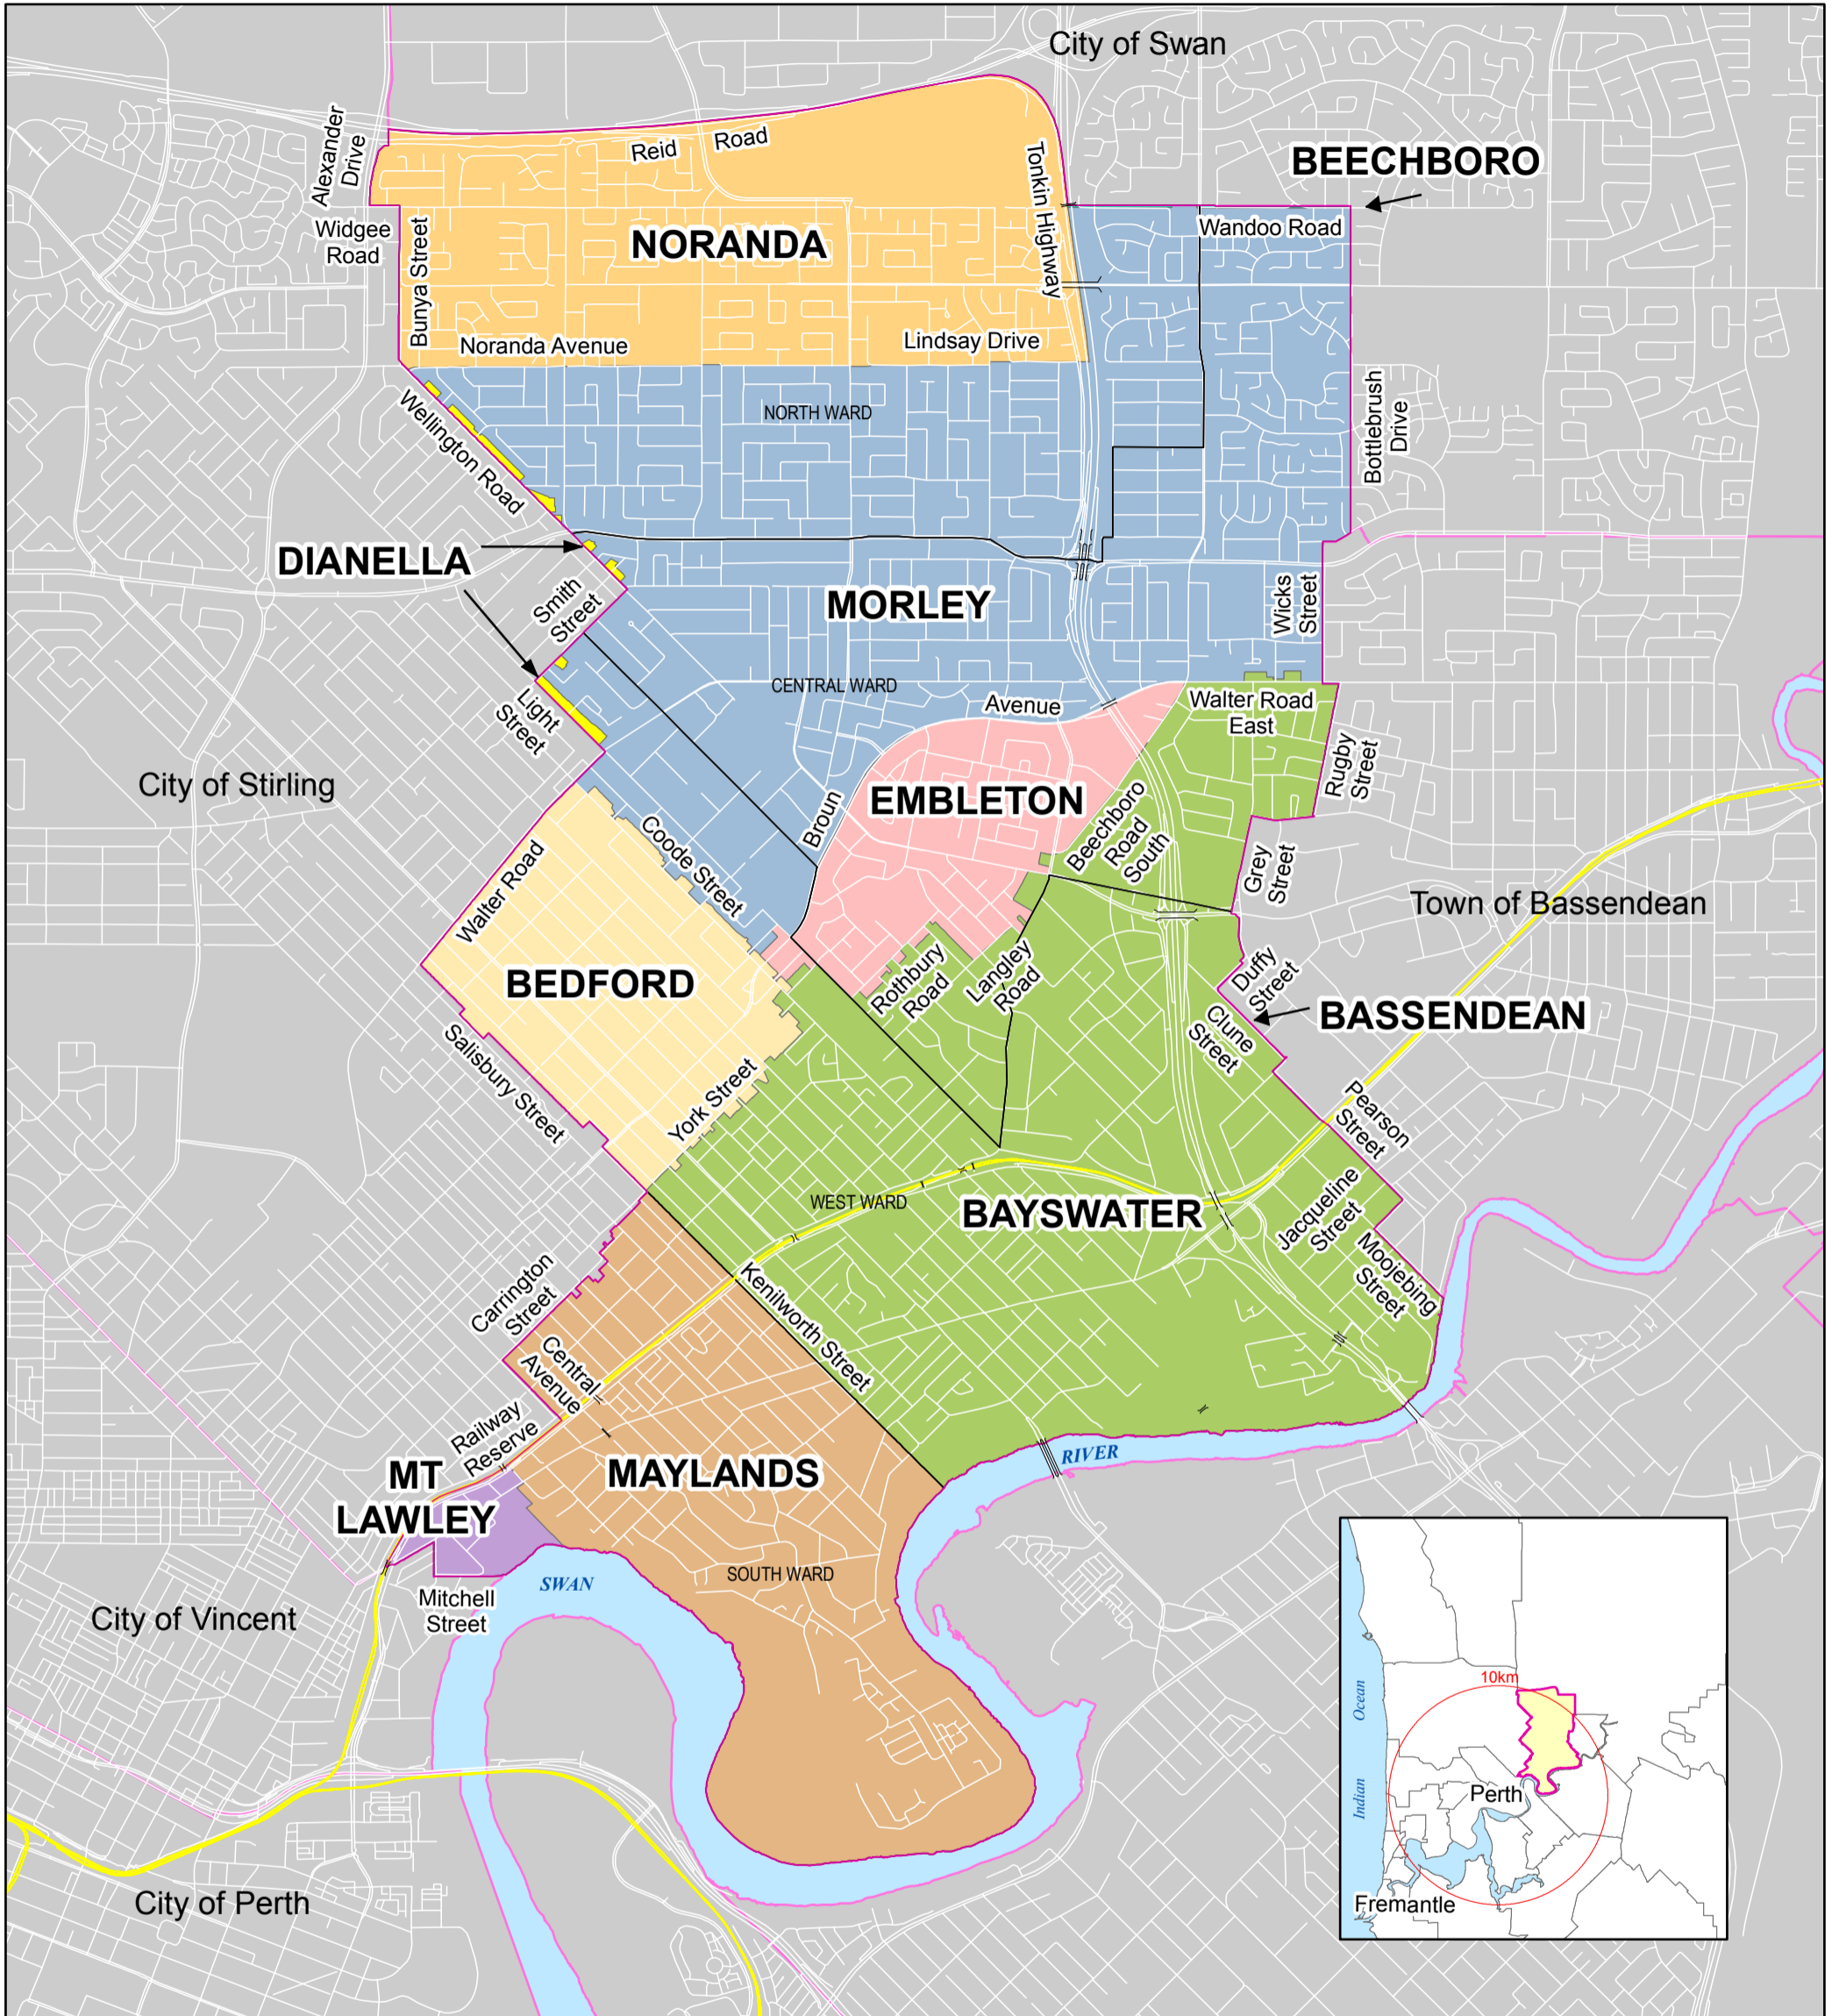 City of Swan
Alexander
Drive
Reid Road
Tonkin Highway
BEECHBORO
Widgee
Road
Bunya Street
NORANDA
Wandoo Road
Noranda Avenue
Lindsay Drive
Wellington Road
NORTH WARD
Bottlebrush
Drive
DIANELLA
Smith
Street
MORLEY
Wicks
Street
Light
Street
CENTRAL WARD
Avenue
Walter Road
East
Rugby
Street
City of Stirling
Broun
EMBLETON
Coode Street
Beechboro
Road
South
Grey
Street
Walter Road
Town of Bassendean
BEDFORD
Rothbury
Road
Langley
Road
Duffy
Street
Clune
Street
BASSENDEAN
Salisbury Street
York Street
Pearson
Street
WEST WARD
BAYSWATER
Jacqueline
Street
Moojebing
Street
Carrington
Street
Kenilworth Street
Central
Avenue
Railway
Reserve
MT
LAWLEY
MAYLANDS
RIVER
SWAN
SOUTH WARD
Mitchell
Street
City of Vincent
City of Perth
10km
Indian Ocean
Perth
Fremantle